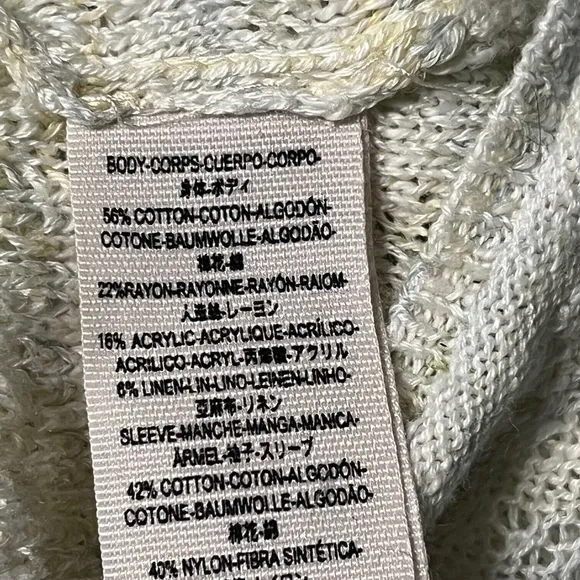 BODY-CORPS-CUERPO-CORPO-
身体-ボディ
56% COTTON-COTON-ALGODÓN-
COTONE-BAUMWOLLE-ALGODÃO-
棉花-綿
22%RAYON-RAYONNE-RAYÓN-RAIOM-
人造絲-レーヨン
16% ACRYLIC-ACRYLIQUE-ACRÍLICO-
ACRILICO-ACRYL-丙烯酸-アクリル
6% LINEN-LIN-LINO-LEINEN-LINHO-
亚麻布-リネン
SLEEVE-MANCHE-MANGA-MANICA-
ÄRMEL-袖子-スリーブ
42% COTTON-COTON-ALGODÓN-
COTONE-BAUMWOLLE-ALGODÃO-
棉花-綿
40% NYLON-FIBRA SINTÉTICA-